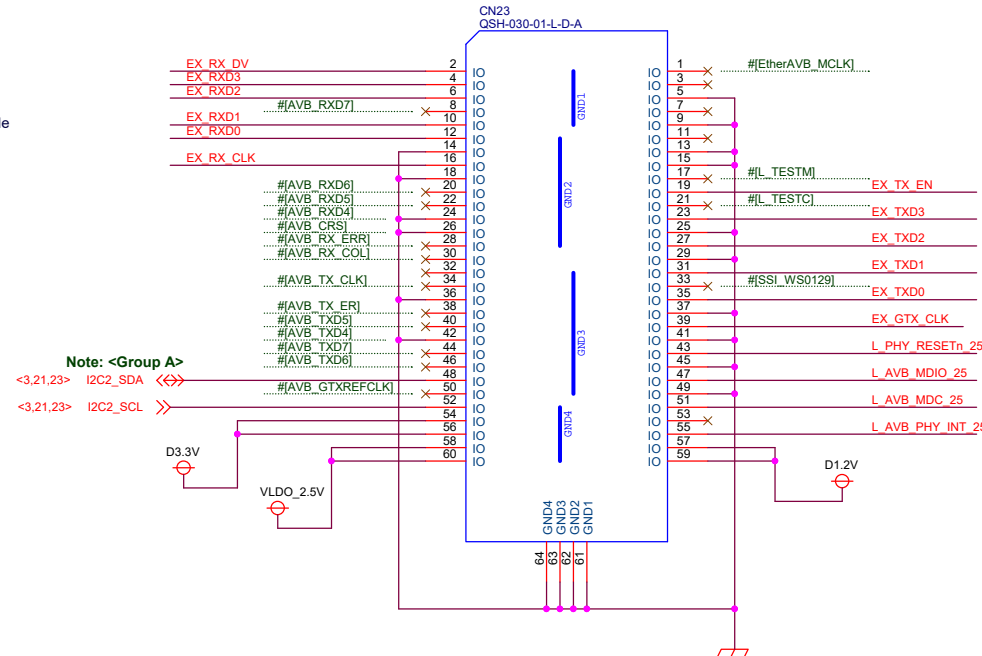 CN23
QSH-030-01-L-D-A
EX_RX_DV 2 IO IO 1 #[EtherAVB_MCLK]
EX_RXD3 4 IO IO 3
EX_RXD2 6 IO IO 5
#[AVB_RXD7] 8 IO IO 7
le
EX_RXD1 10 IO IO 9
EX_RXD0 12 IO IO 11
14 IO IO 13
EX_RX_CLK 16 IO IO 15
18 IO IO 17 #[L_TESTM]
#[AVB_RXD6] 20 IO IO 19 EX_TX_EN
#[AVB_RXD5] 22 IO IO 21 #[L_TESTC]
#[AVB_RXD4] 24 IO IO 23 EX_TXD3
#[AVB_CRS] 26 IO IO 25
#[AVB_RX_ERR] 28 IO IO 27 EX_TXD2
#[AVB_RX_COL] 30 IO IO 29
32 IO IO 31 EX_TXD1
#[AVB_TX_CLK] 34 IO IO 33 #[SSI_WS0129]
36 IO IO 35 EX_TXD0
#[AVB_TX_ER] 38 IO IO 37
#[AVB_TXD5] 40 IO IO 39 EX_GTX_CLK
#[AVB_TXD4] 42 IO IO 41
#[AVB_TXD7] 44 IO IO 43 L_PHY_RESETn_25
#[AVB_TXD6] 46 IO IO 45
Note: <Group A>
<3,21,23> I2C2_SDA 48 IO IO 47 L_AVB_MDIO_25
#[AVB_GTXREFCLK] 50 IO IO 49
<3,21,23> I2C2_SCL 52 IO IO 51 L_AVB_MDC_25
54 IO IO 53
56 IO IO 55 L_AVB_PHY_INT_25
58 IO IO 57
60 IO IO 59
GND1
GND2
GND3
GND4
D3.3V
VLDO_2.5V
D1.2V
GND4 GND3 GND2 GND1
64 63 62 61